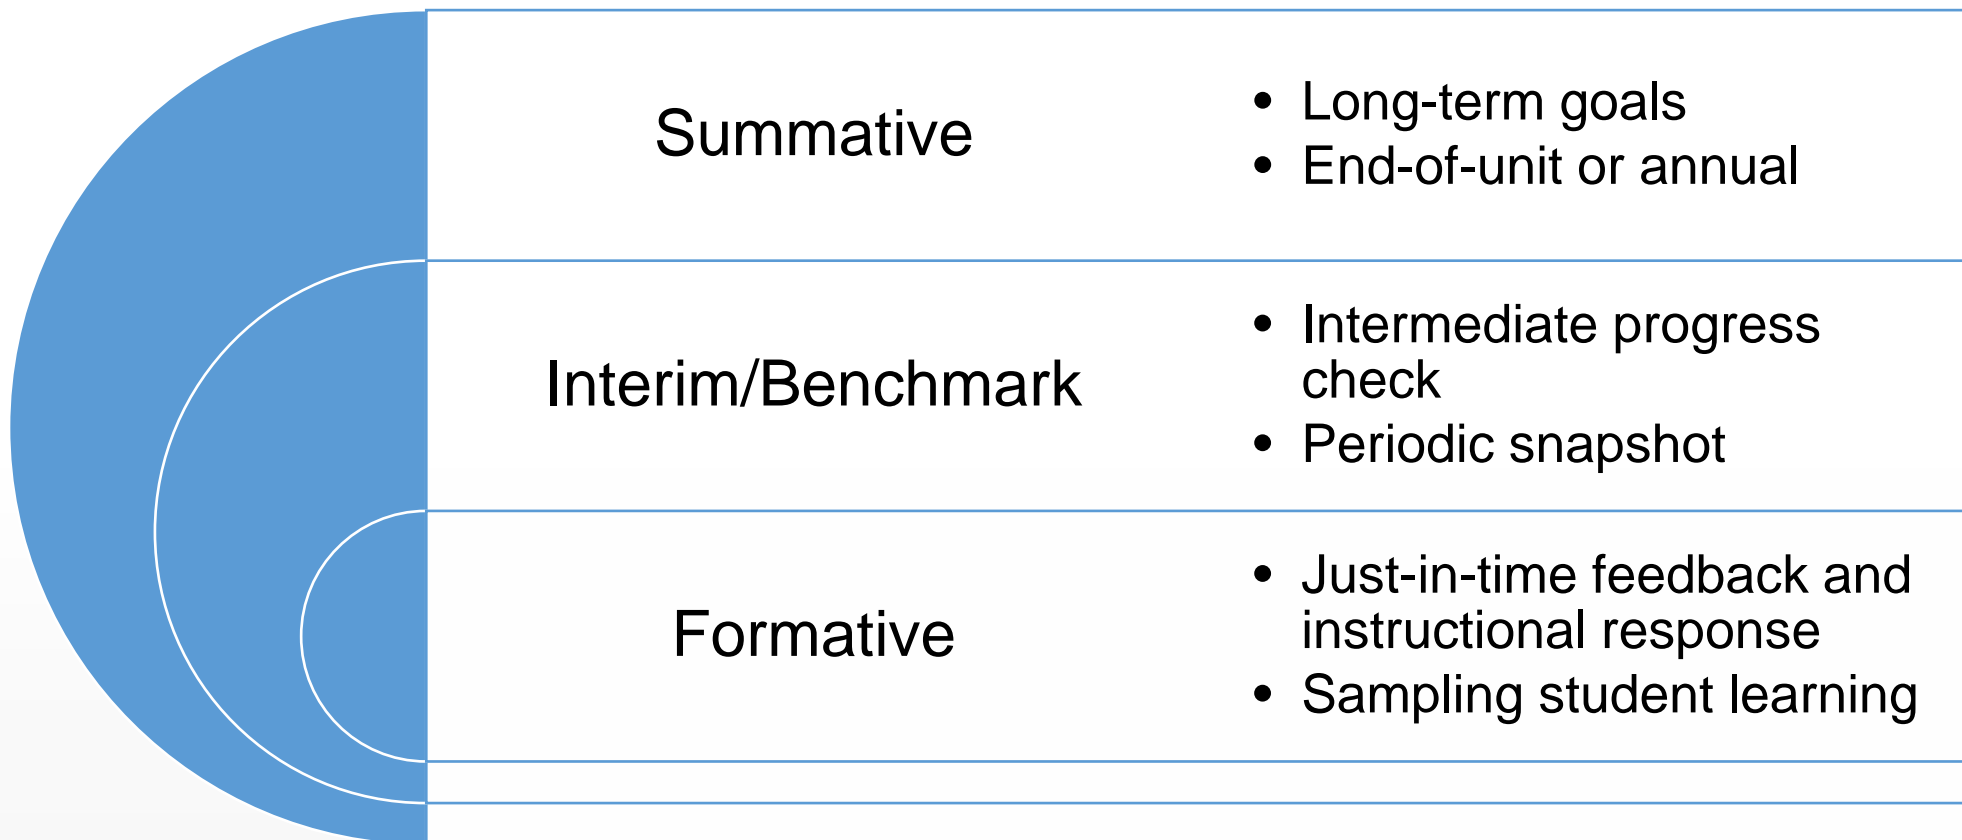 Summative
• Long-term goals
• End-of-unit or annual
Interim/Benchmark
• Intermediate progress
check
• Periodic snapshot
Formative
• Just-in-time feedback and
instructional response
• Sampling student learning